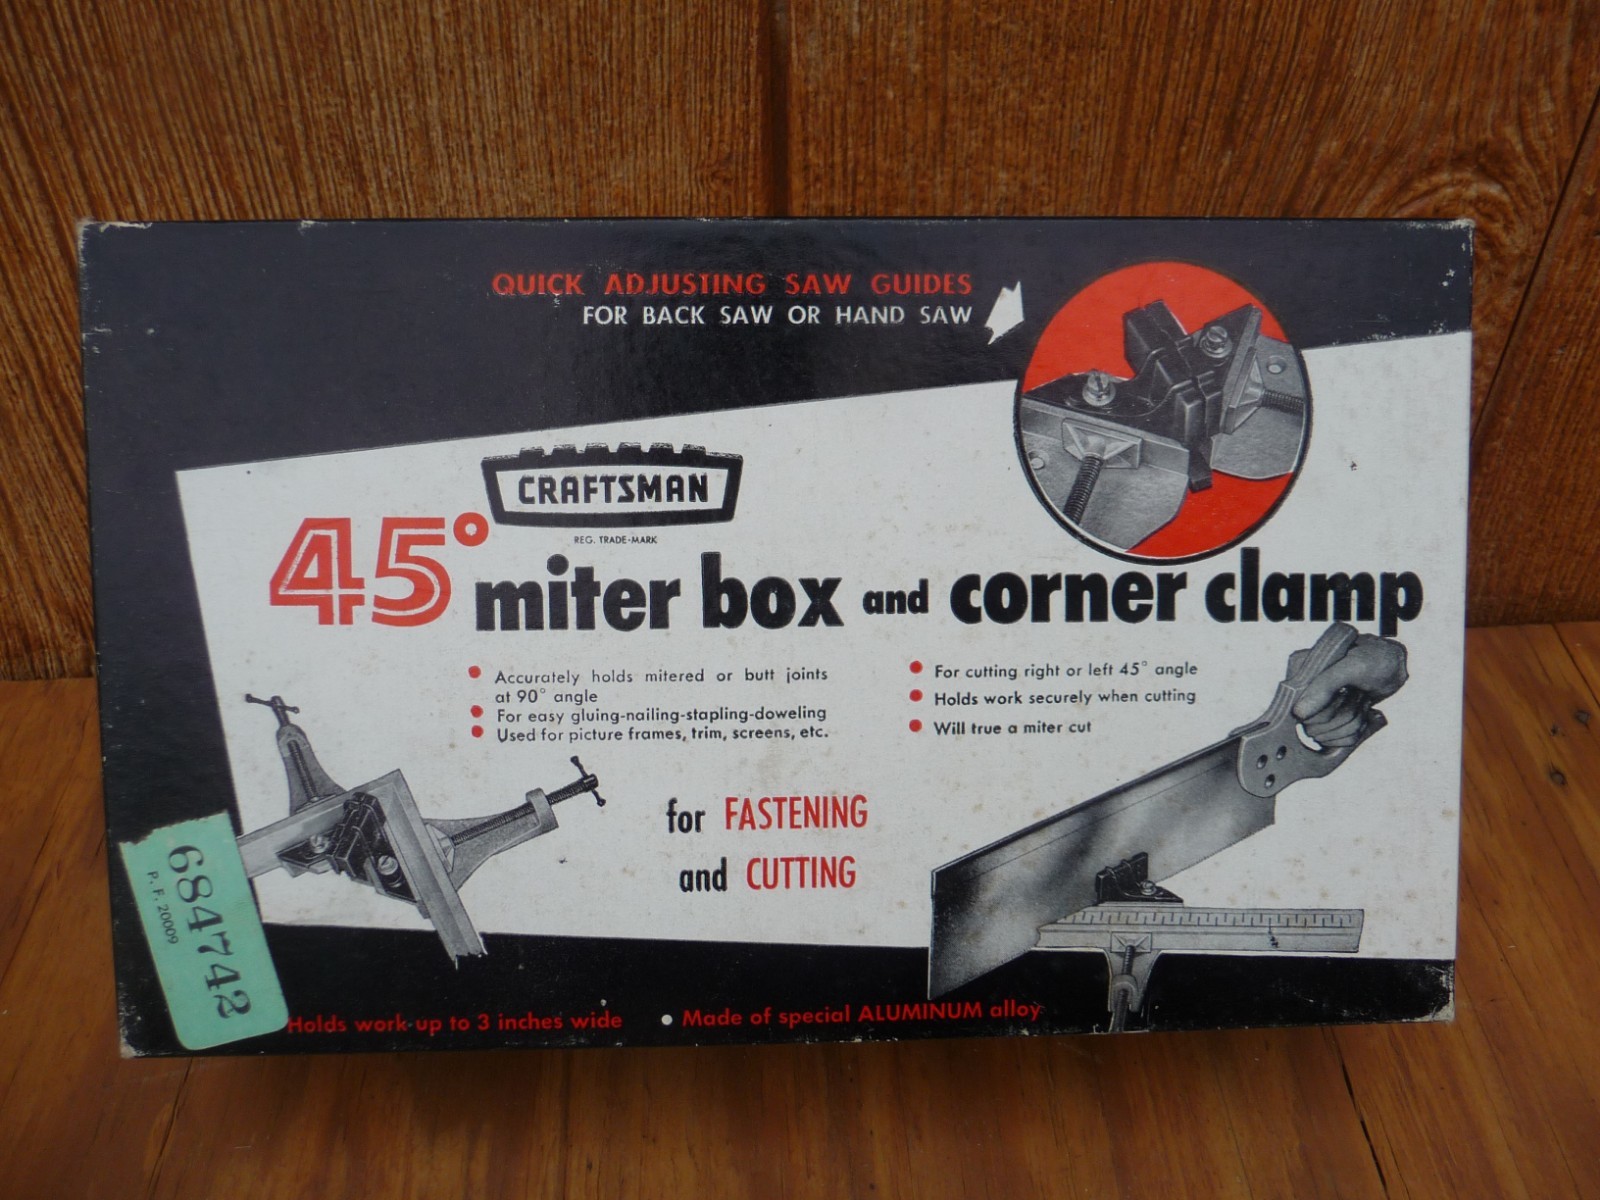 QUICK ADJUSTING SAW GUIDES
FOR BACK SAW OR HAND SAW
CRAFTSMAN
REG. TRADE-MARK
45° miter box and corner clamp
• Accurately holds mitered or butt joints
at 90° angle
• For easy gluing-nailing-stapling-doweling
• Used for picture frames, trim, screens, etc.
• For cutting right or left 45° angle
• Holds work securely when cutting
• Will true a miter cut
for FASTENING
and CUTTING
684742
P. F. 20009
Holds work up to 3 inches wide • Made of special ALUMINUM alloy